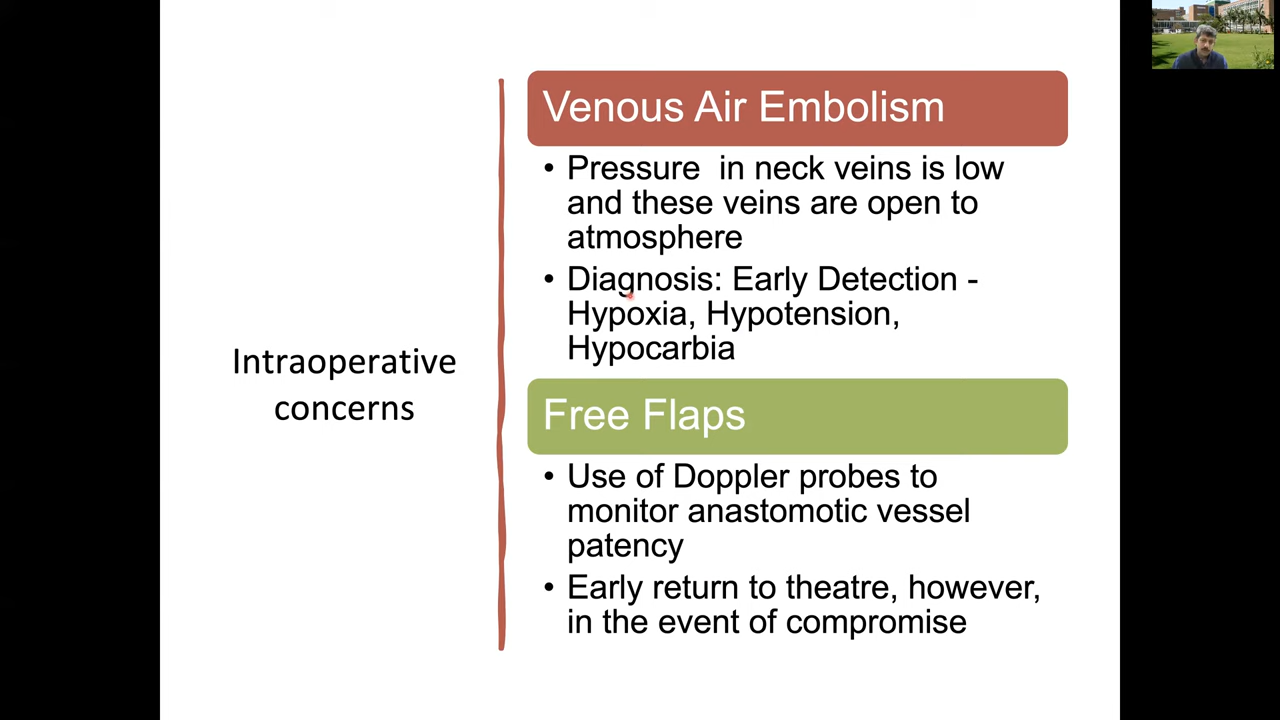 Intraoperative
concerns
Venous Air Embolism
• Pressure in neck veins is low
and these veins are open to
atmosphere
• Diagnosis: Early Detection -
Hypoxia, Hypotension,
Hypocarbia
Free Flaps
• Use of Doppler probes to
monitor anastomotic vessel
patency
• Early return to theatre, however,
in the event of compromise